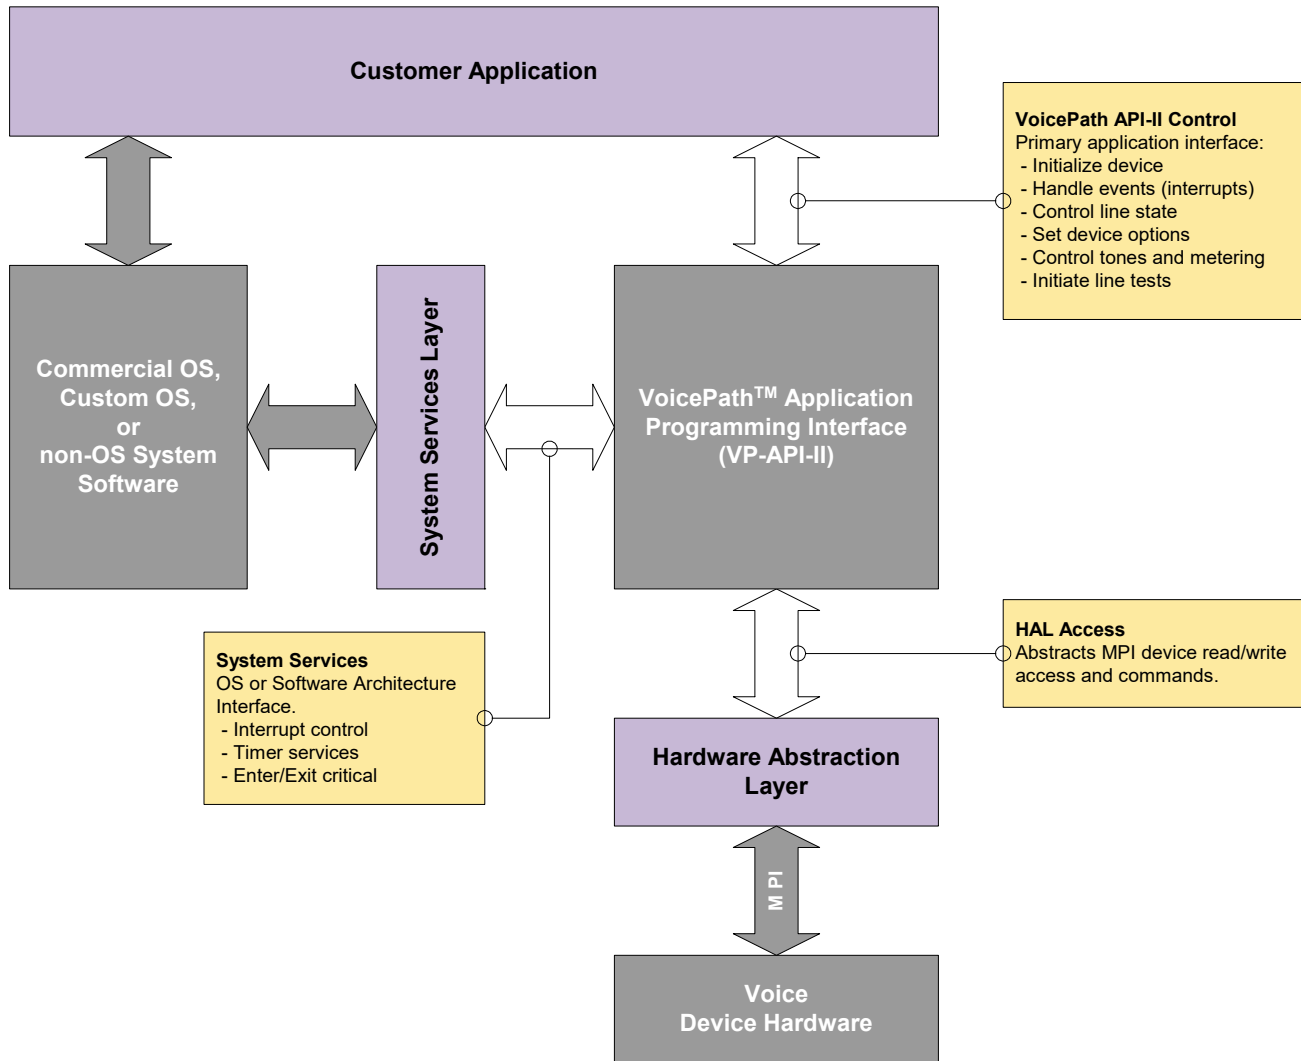 Customer Application
VoicePath API-II Control
Primary application interface:
- Initialize device
- Handle events (interrupts)
- Control line state
- Set device options
- Control tones and metering
- Initiate line tests
Commercial OS,
Custom OS,
or
non-OS System
Software
System Services Layer
VoicePath™ Application
Programming Interface
(VP-API-II)
System Services
OS or Software Architecture
Interface.
- Interrupt control
- Timer services
- Enter/Exit critical
HAL Access
Abstracts MPI device read/write
access and commands.
Hardware Abstraction
Layer
M PI
Voice
Device Hardware